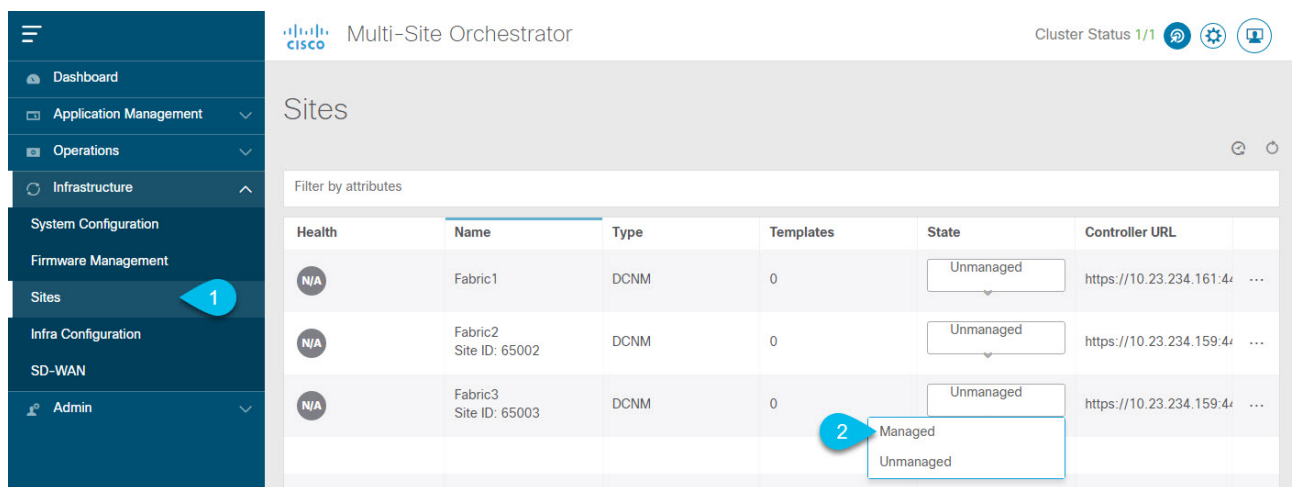 CISCO Multi-Site Orchestrator
Cluster Status 1/1
Dashboard
Application Management
Operations
Infrastructure
System Configuration
Firmware Management
Sites
1
Infra Configuration
SD-WAN
Admin
Sites
Filter by attributes
Health Name Type Templates State Controller URL
N/A Fabric1 DCNM 0 Unmanaged https://10.23.234.161:44 ...
N/A Fabric2 DCNM 0 Unmanaged https://10.23.234.159:44 ...
Site ID: 65002
N/A Fabric3 DCNM 0 Unmanaged https://10.23.234.159:44 ...
Site ID: 65003
2 Managed
Unmanaged